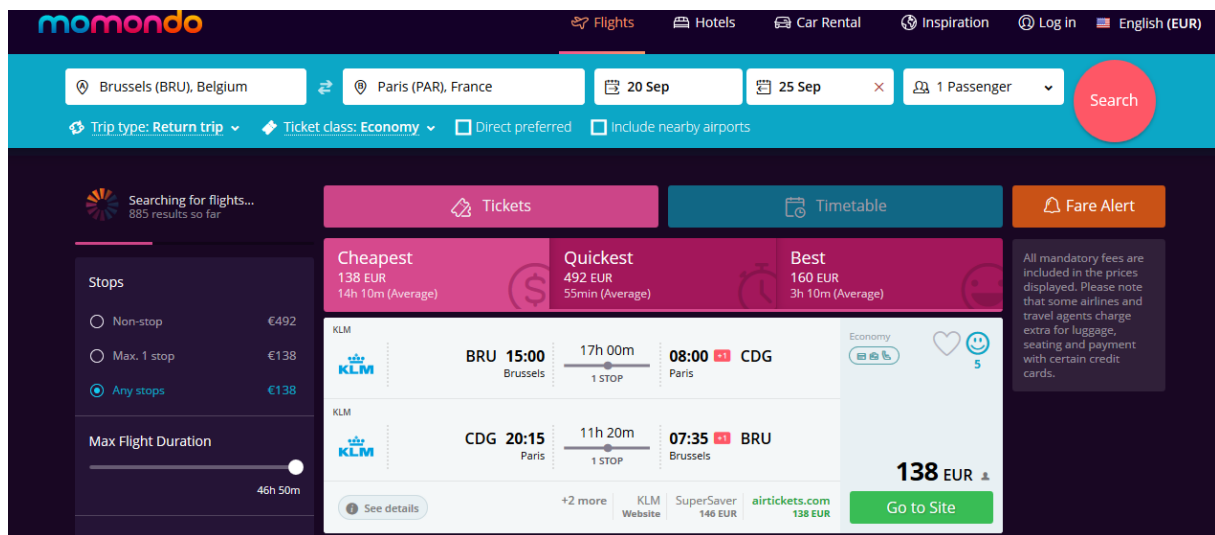 momondo
Flights
Hotels
Car Rental
Inspiration
Log in
English (EUR)
A Brussels (BRU), Belgium
B Paris (PAR), France
20 Sep
25 Sep
1 Passenger
Search
Trip type: Return trip
Ticket class: Economy
Direct preferred
Include nearby airports
Searching for flights...
885 results so far
Tickets
Timetable
Fare Alert
Stops
Non-stop €492
Max. 1 stop €138
Any stops €138
Max Flight Duration
46h 50m
Cheapest
138 EUR
14h 10m (Average)
Quickest
492 EUR
55min (Average)
Best
160 EUR
3h 10m (Average)
KLM
KLM
BRU 15:00
Brussels
17h 00m
1 STOP
08:00 +1 CDG
Paris
KLM
KLM
CDG 20:15
Paris
11h 20m
1 STOP
07:35 +1 BRU
Brussels
Economy
5
138 EUR
Go to Site
See details
+2 more
KLM
Website
SuperSaver
146 EUR
airtickets.com
138 EUR
All mandatory fees are
included in the prices
displayed. Please note
that some airlines and
travel agents charge
extra for luggage,
seating and payment
with certain credit
cards.